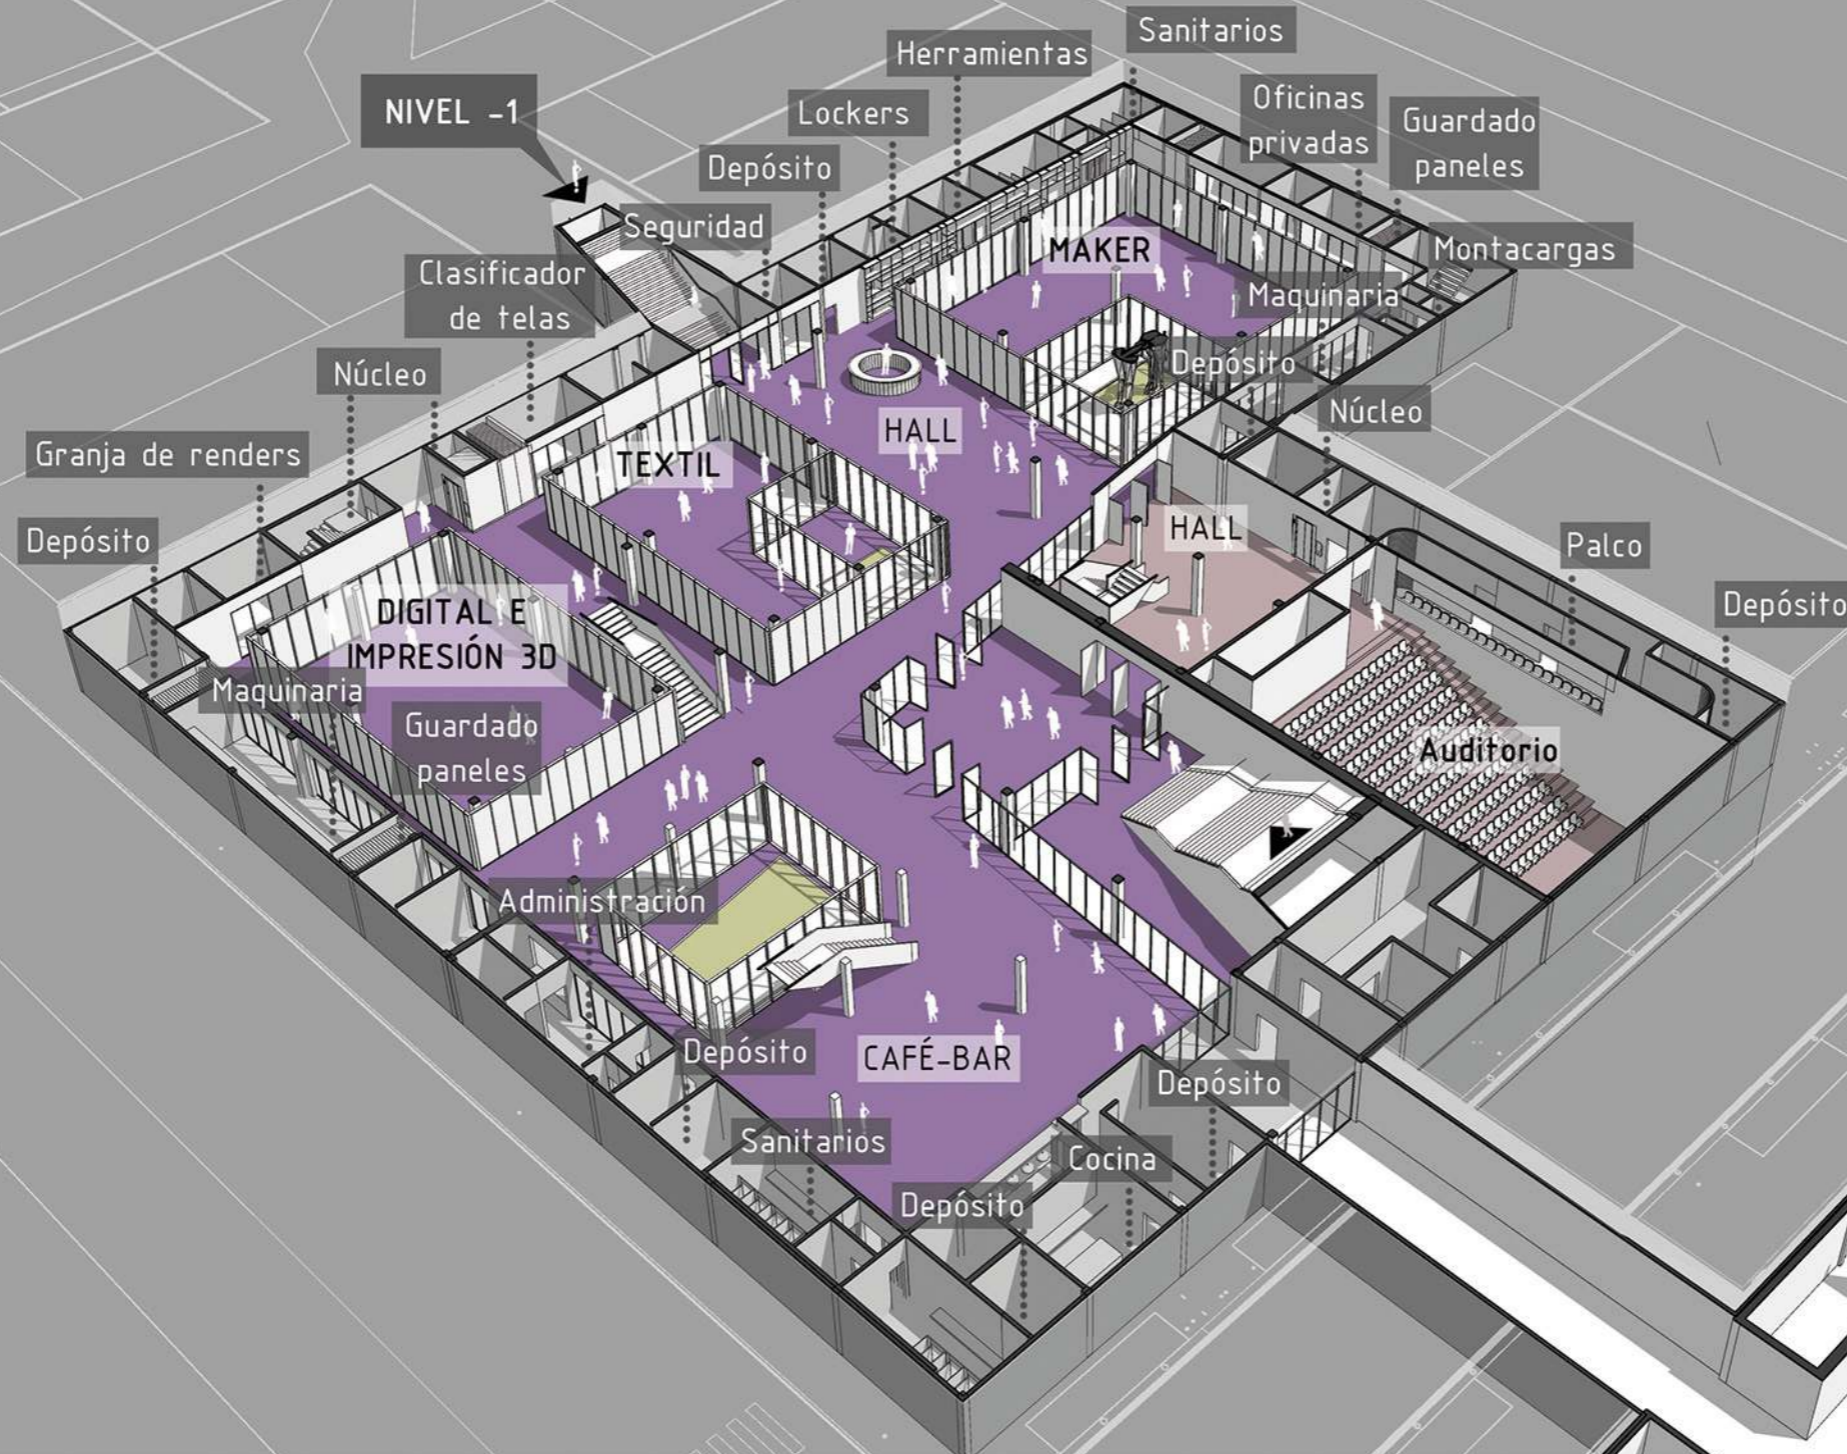 Sanitarios
Herramientas
NIVEL -1
Lockers
Oficinas
privadas
Guardado
paneles
Depósito
Seguridad
MAKER
Montacargas
Clasificador
de telas
Maquinaria
Núcleo
Depósito
Núcleo
HALL
Granja de renders
TEXTIL
HALL
Depósito
Palco
Depósito
DIGITAL E
IMPRESIÓN 3D
Maquinaria
Guardado
paneles
Auditorio
Administración
Depósito
CAFÉ-BAR
Depósito
Sanitarios
Cocina
Depósito